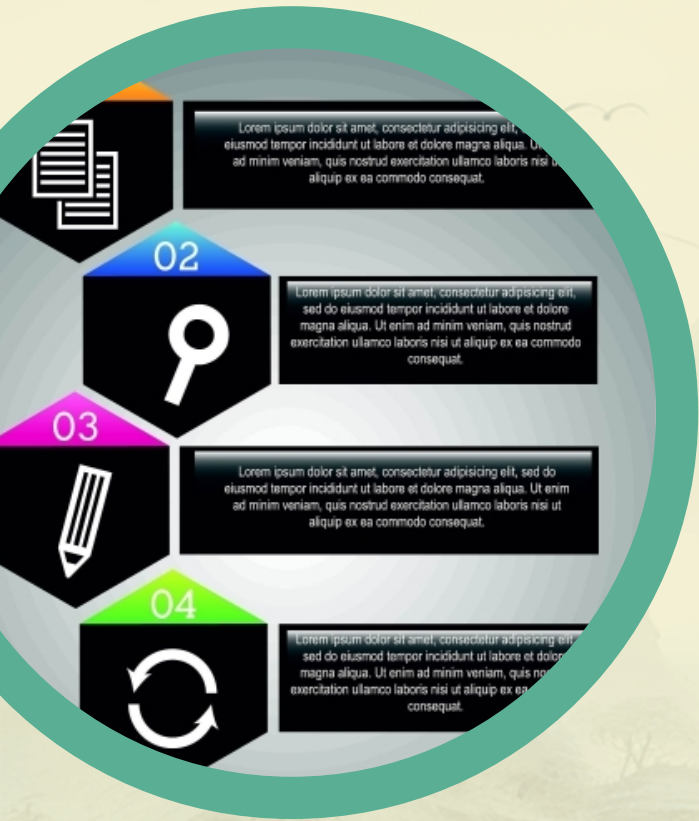 Lorem ipsum dolor sit amet, consectetur adipisicing elit,
eiusmod tempor incididunt ut labore et dolore magna aliqua.
ad minim veniam, quis nostrud exercitation ullamco laboris nisi
aliquip ex ea commodo consequat.
02
Lorem ipsum dolor sit amet, consectetur adipisicing elit,
sed do eiusmod tempor incididunt ut labore et dolore
magna aliqua. Ut enim ad minim veniam, quis nostrud
exercitation ullamco laboris nisi ut aliquip ex ea commodo
consequat.
03
Lorem ipsum dolor sit amet, consectetur adipisicing elit, sed do
eiusmod tempor incididunt ut labore et dolore magna aliqua. Ut enim
ad minim veniam, quis nostrud exercitation ullamco laboris nisi ut
aliquip ex ea commodo consequat.
04
Lorem ipsum dolor sit amet, consectetur adipisicing elit
sed do eiusmod tempor incididunt ut labore et
magna aliqua. Ut enim ad minim veniam, quis
exercitation ullamco laboris nisi ut aliquip ex ea
consequat.